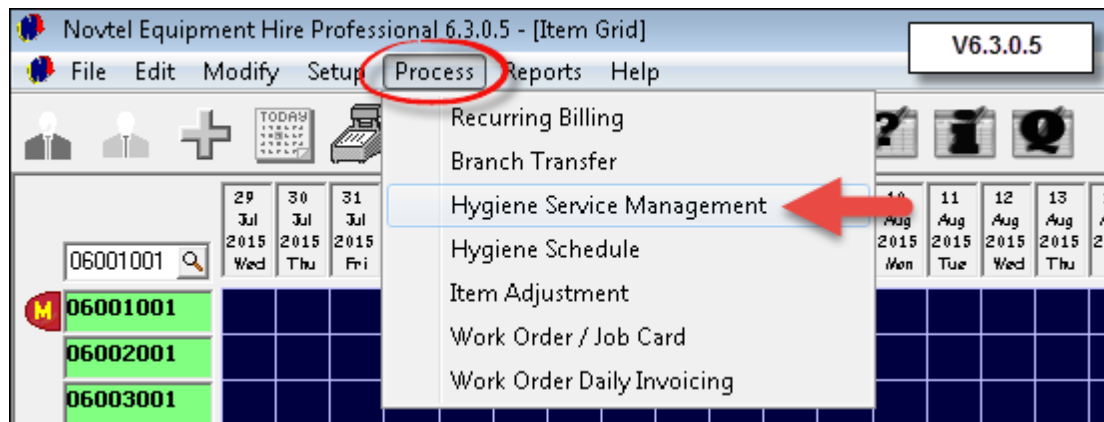 Novtel Equipment Hire Professional 6.3.0.5 - [Item Grid]
V6.3.0.5
File Edit Modify Setup Process Reports Help
TODAY
? i Q
Recurring Billing
Branch Transfer
Hygiene Service Management
Hygiene Schedule
Item Adjustment
Work Order / Job Card
Work Order Daily Invoicing
29 30 31 10 11 12 13
Jul Jul Jul Aug Aug Aug Aug
2015 2015 2015 2015 2015 2015 2015
Wed Thu Fri Mon Tue Wed Thu
06001001
M 06001001
06002001
06003001